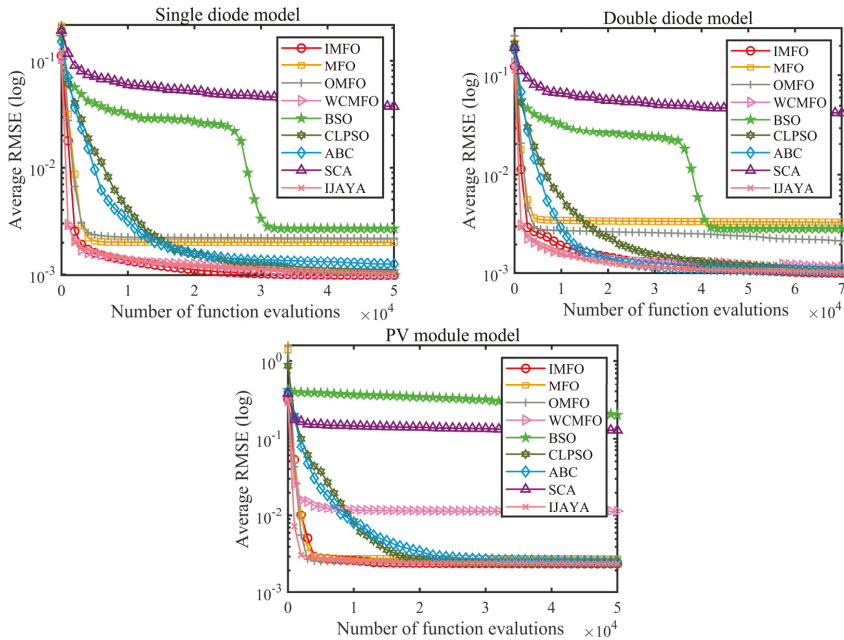 Single diode model
Average RMSE (log)
10^-1
10^-2
10^-3
0 1 2 3 4 5
×10^4
Number of function evalutions
IMFO
MFO
OMFO
WCMFO
BSO
CLPSO
ABC
SCA
IJAYA
Double diode model
Average RMSE (log)
10^-1
10^-2
10^-3
0 1 2 3 4 5 6 7
×10^4
Number of function evalutions
IMFO
MFO
OMFO
WCMFO
BSO
CLPSO
ABC
SCA
IJAYA
PV module model
Average RMSE (log)
10^0
10^-1
10^-2
10^-3
0 1 2 3 4 5
×10^4
Number of function evalutions
IMFO
MFO
OMFO
WCMFO
BSO
CLPSO
ABC
SCA
IJAYA